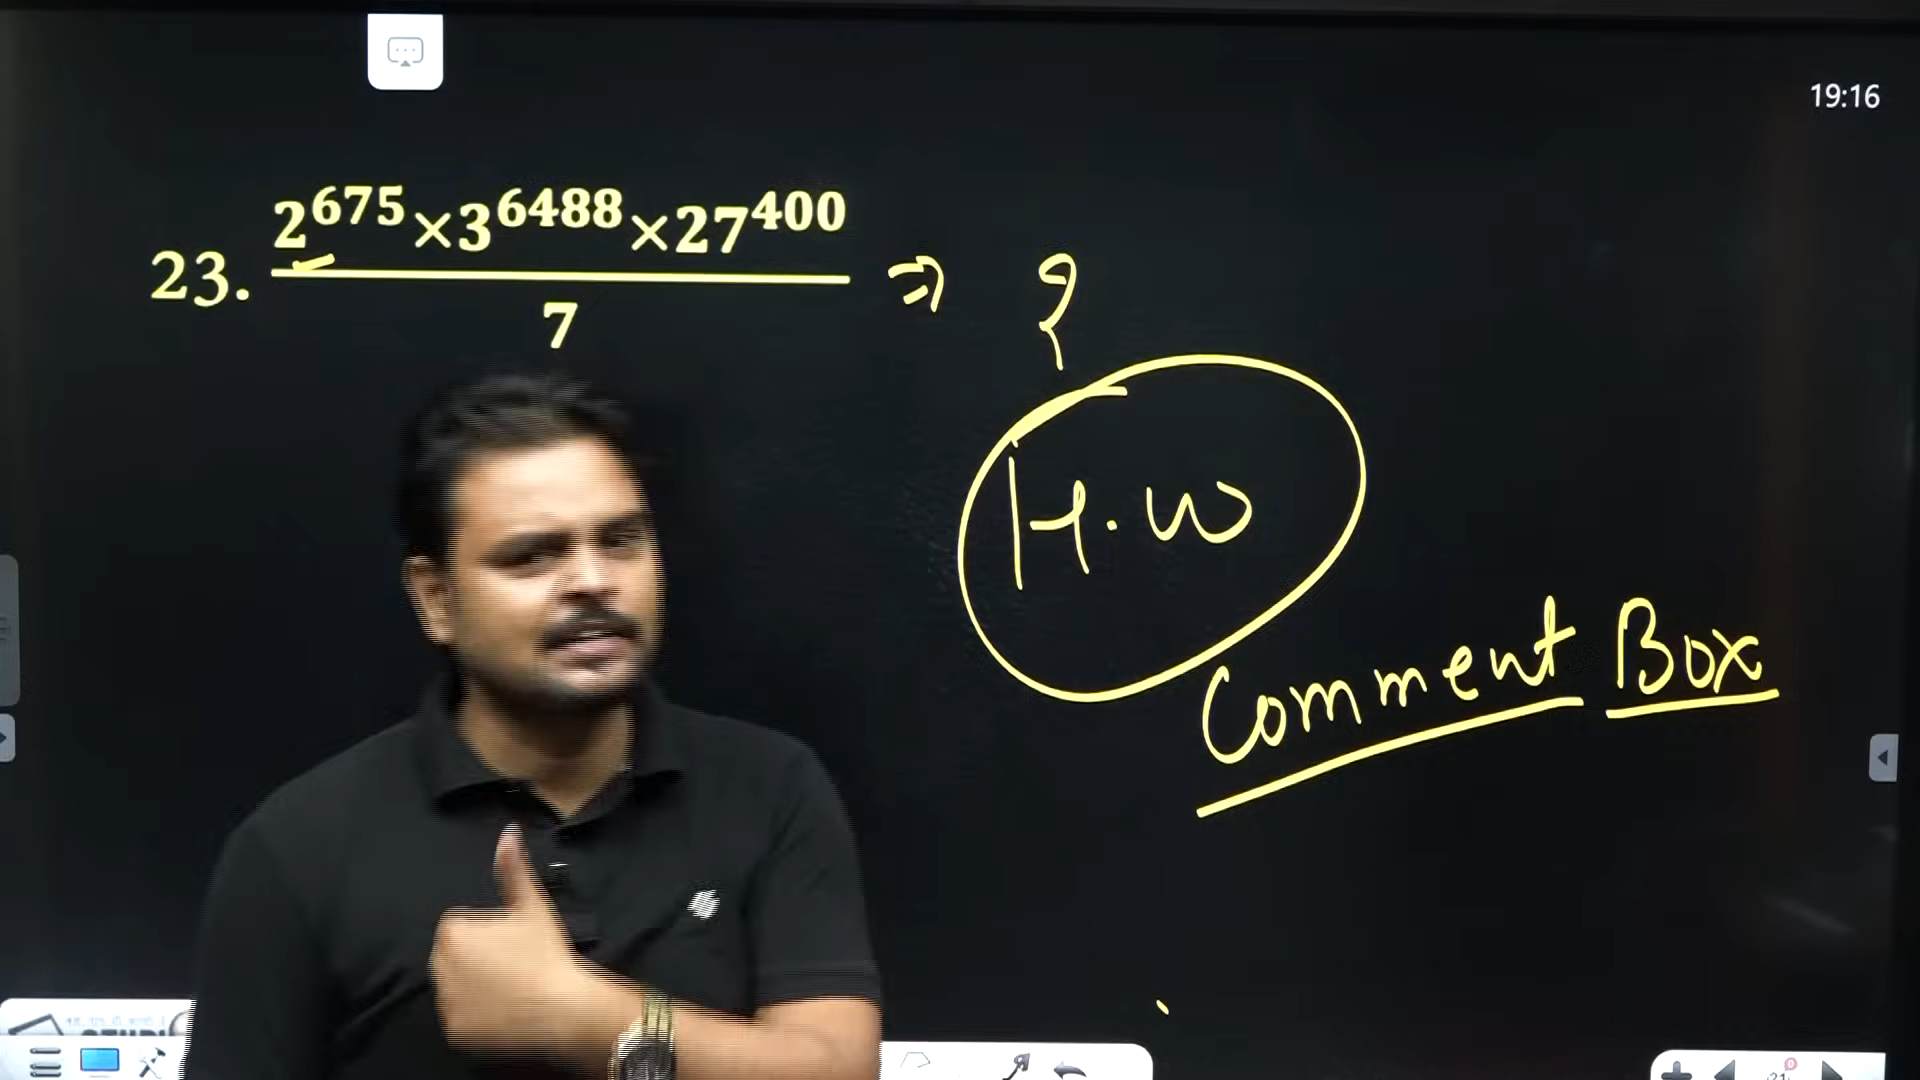 19:16
23. 2^675×3^6488×27^400 / 7 ⇒ ?
H.W
Comment Box